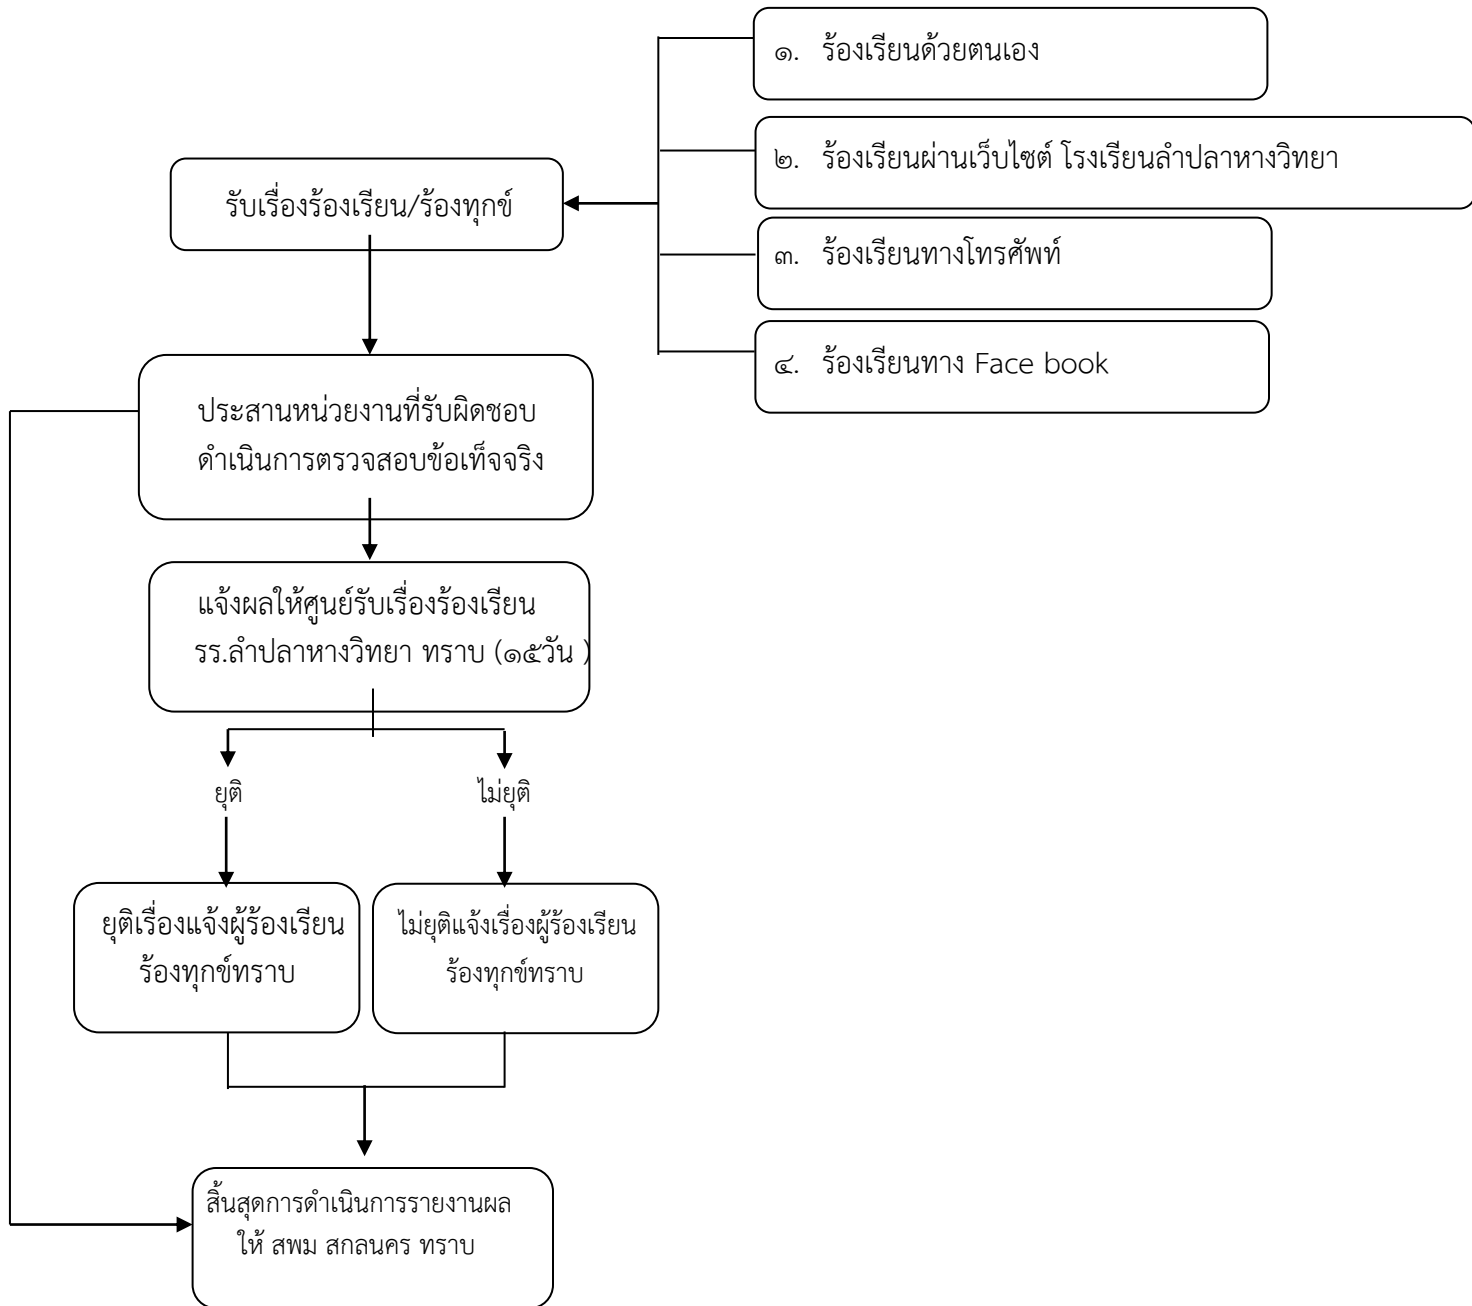 ๑. ร้องเรียนด้วยตนเอง
๒. ร้องเรียนผ่านเว็บไซต์ โรงเรียนลำปลาหางวิทยา
รับเรื่องร้องเรียน/ร้องทุกข์
๓. ร้องเรียนทางโทรศัพท์
๔. ร้องเรียนทาง Face book
ประสานหน่วยงานที่รับผิดชอบ
ดำเนินการตรวจสอบข้อเท็จจริง
แจ้งผลให้ศูนย์รับเรื่องร้องเรียน
รร.ลำปลาหางวิทยา ทราบ (๑๕วัน )
ยุติ
ไม่ยุติ
ยุติเรื่องแจ้งผู้ร้องเรียน
ร้องทุกข์ทราบ
ไม่ยุติแจ้งเรื่องผู้ร้องเรียน
ร้องทุกข์ทราบ
สิ้นสุดการดำเนินการรายงานผล
ให้ สพม สกลนคร ทราบ